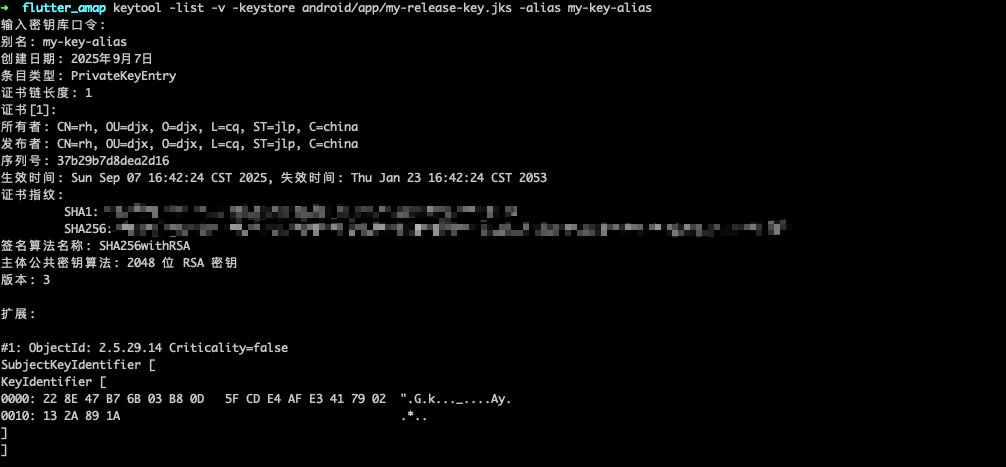 ➜  flutter_amap keytool -list -v -keystore android/app/my-release-key.jks -alias my-key-alias
输入密钥库口令:
别名: my-key-alias
创建日期: 2025年9月7日
条目类型: PrivateKeyEntry
证书链长度: 1
证书[1]:
所有者: CN=rh, OU=djx, O=djx, L=cq, ST=jlp, C=china
发布者: CN=rh, OU=djx, O=djx, L=cq, ST=jlp, C=china
序列号: 37b29b7d8dea2d16
生效时间: Sun Sep 07 16:42:24 CST 2025, 失效时间: Thu Jan 23 16:42:24 CST 2053
证书指纹:
SHA1:
SHA256:
签名算法名称: SHA256withRSA
主体公共密钥算法: 2048 位 RSA 密钥
版本: 3
扩展:
#1: ObjectId: 2.5.29.14 Criticality=false
SubjectKeyIdentifier [
KeyIdentifier [
0000: 22 8E 47 B7 6B 03 B8 0D   5F CD E4 AF E3 41 79 02  ".G.k..._....Ay.
0010: 13 2A 89 1A                                        .*..
]
]